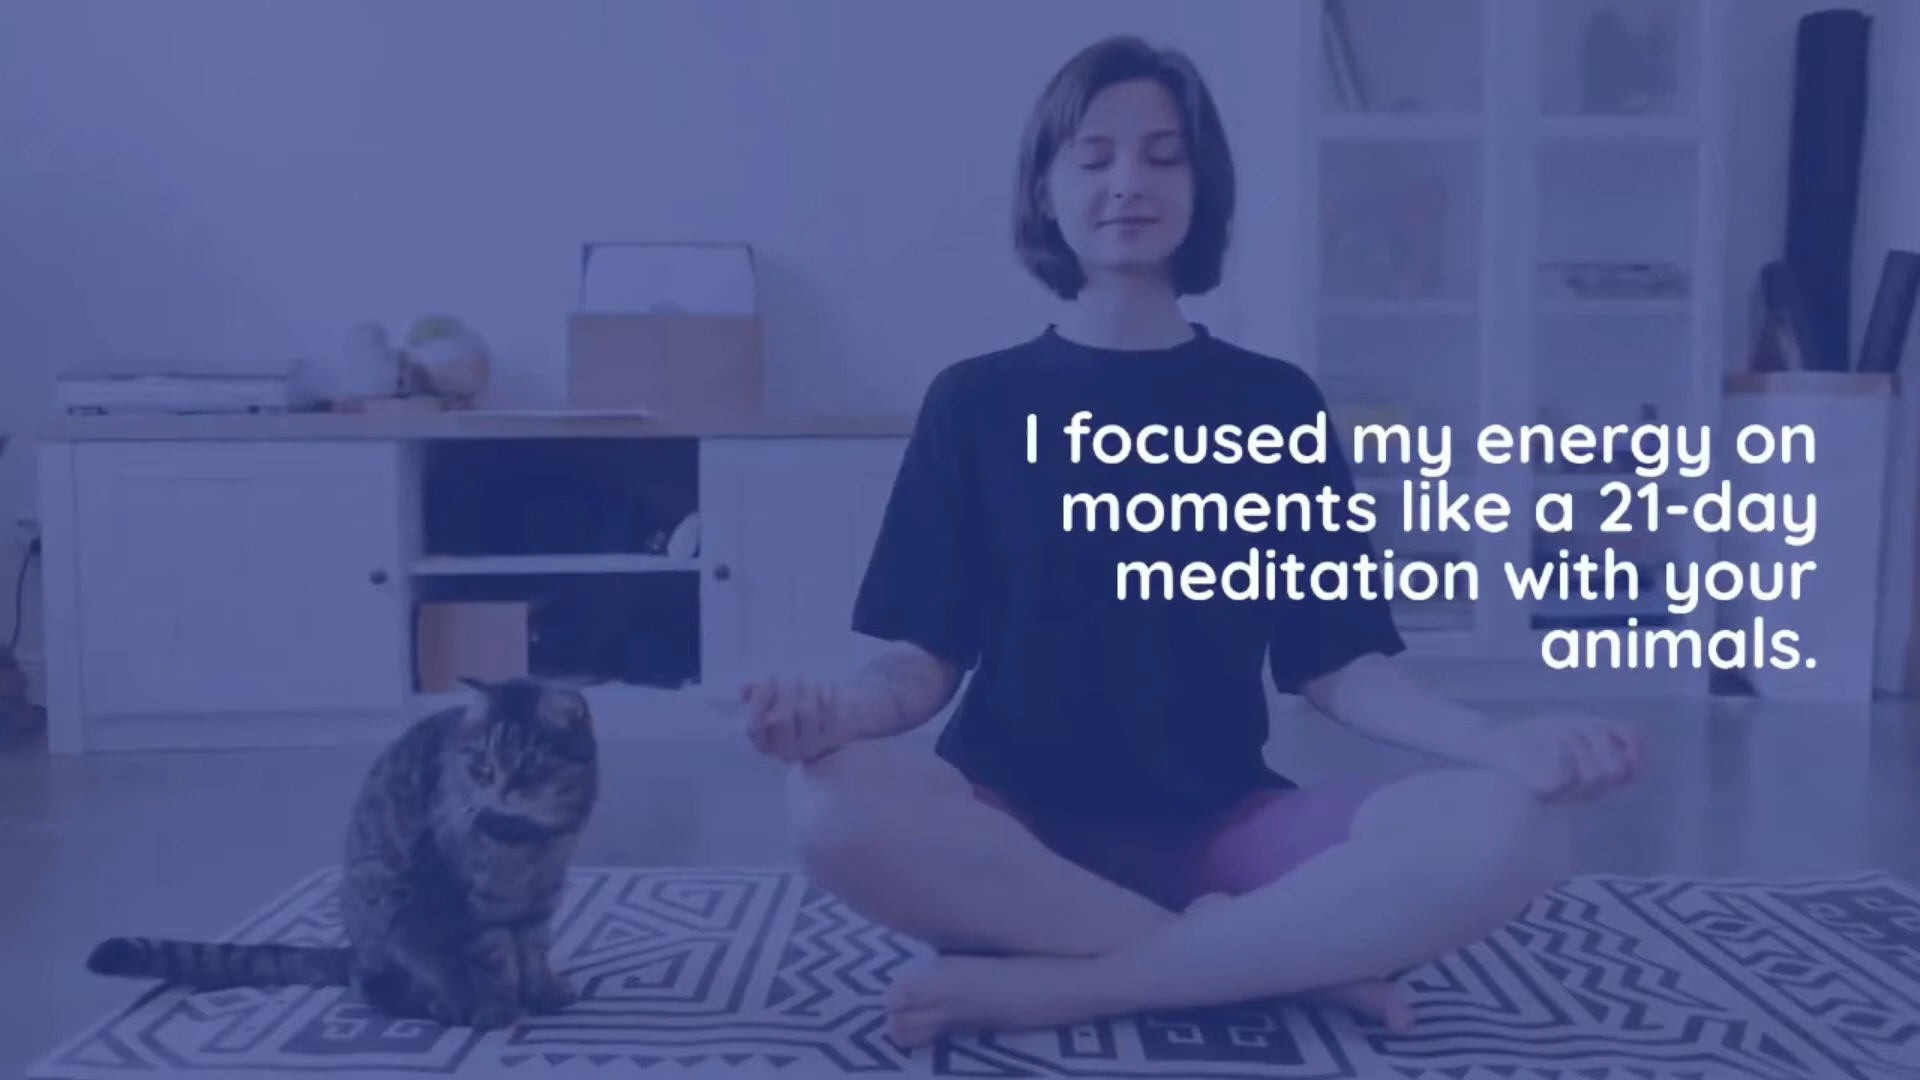 I focused my energy on
moments like a 21-day
meditation with your
animals.